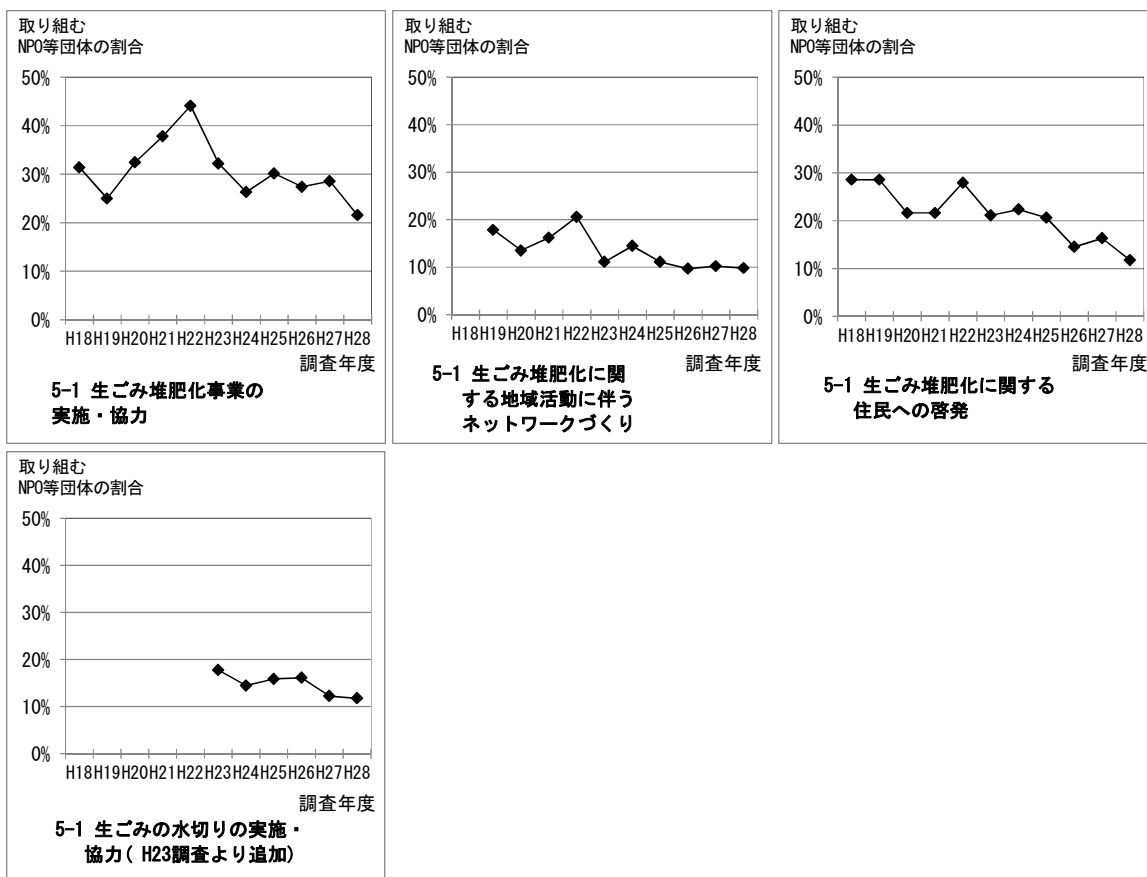 取り組む
NPO等団体の割合
50%
40%
30%
20%
10%
0%
H18H19H20H21H22H23H24H25H26H27H28
調査年度
5-1 生ごみ堆肥化事業の
実施・協力
取り組む
NPO等団体の割合
50%
40%
30%
20%
10%
0%
H18H19H20H21H22H23H24H25H26H27H28
調査年度
5-1 生ごみ堆肥化に関
する地域活動に伴う
ネットワークづくり
取り組む
NPO等団体の割合
50%
40%
30%
20%
10%
0%
H18H19H20H21H22H23H24H25H26H27H28
調査年度
5-1 生ごみ堆肥化に関する
住民への啓発
取り組む
NPO等団体の割合
50%
40%
30%
20%
10%
0%
H18H19H20H21H22H23H24H25H26H27H28
調査年度
5-1 生ごみの水切りの実施・
協力( H23調査より追加)